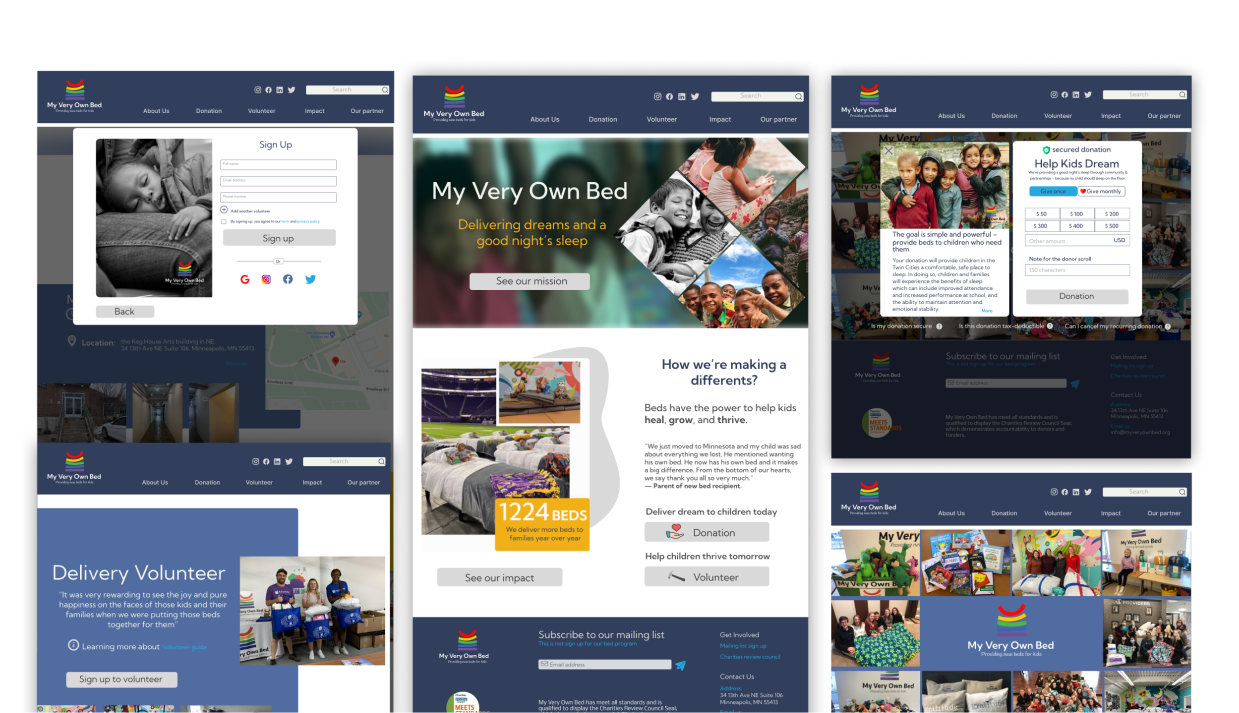 My Very Own Bed
Providing new beds for kids
Search
About Us
Donation
Volunteer
Impact
Our partner
Sign Up
Full name
Email address
Phone number
Add another volunteer
By signing up, you agree to our term and privacy policy
Sign up
Or
My Very Own Bed
Back
Location:
the Keg House Arts building in NE
34 13th Ave NE Suite 106, Minneapolis, MN 55413
My Very Own Bed
Providing new beds for kids
Search
About Us
Donation
Volunteer
Impact
Our partner
Delivery Volunteer
"It was very rewarding to see the joy and pure
happiness on the faces of those kids and their
families when we were putting those beds
together for them"
Learning more about Volunteer guide
Sign up to volunteer
My Very Own Bed
Providing new beds for kids
Search
About Us
Donation
Volunteer
Impact
Our partner
My Very Own Bed
Delivering dreams and a
good night's sleep
See our mission
1224 BEDS
We deliver more beds to
families year over year
See our impact
How we're making a
differents?
Beds have the power to help kids
heal, grow, and thrive.
"We just moved to Minnesota and my child was sad
about everything we lost. He mentioned wanting
his own bed. He now has his own bed and it makes
a big difference. From the bottom of our hearts,
we say thank you all so very much."
— Parent of new bed recipient.
Deliver dream to children today
Donation
Help children thrive tomorrow
Volunteer
My Very Own Bed
Providing new beds for kids
Subscribe to our mailing list
This is not sign up for our bed program
Email address
MEETS
STANDARDS
My Very Own Bed has meet all standards and is
qualified to display the Charities Review Council Seal,
Get Involved
Mailing list sign up
Charities review council
Contact Us
Address
34 13th Ave NE Suite 106
Minneapolis, MN 55413
My Very Own Bed
Providing new beds for kids
Search
About Us
Donation
Volunteer
Impact
Our partner
My Very
The goal is simple and powerful –
provide beds to children who need
them
Your donation will provide children in the
Twin Cities a comfortable, safe place to
sleep. In doing so, children and families
will experience the benefits of sleep
which can include improved attendance
and increased performance at school, and
the ability to maintain attention and
emotional stability.
More
secured donation
Help Kids Dream
We're providing a good night's sleep through community &
partnerships - because no child should sleep on the floor.
Give once
Give monthly
$ 50
$ 100
$ 200
$ 300
$ 400
$ 500
Other amount
USD
Note for the donor scroll
150 characters
Donation
Is my donation secure
Is this donation tax-deductible
Can I cancel my recurring donation
My Very Own Bed
Providing new beds for kids
Subscribe to our mailing list
This is not sign up for our bed program
Email address
MEETS
STANDARDS
My Very Own Bed has meet all standards and is
qualified to display the Charities Review Council Seal,
which demonstrates accountability to donots and
funders.
Get Involved
Mailing list sign up
Charities review council
Contact Us
Address
34 13th Ave NE Suite 106
Minneapolis, MN 55413
Email us
info@myveryownbed.org
My Very Own Bed
Providing new beds for kids
Search
About Us
Donation
Volunteer
Impact
Our partner
My Very
My Very Own B
My Very Own Bed
My Very Own Bed
Providing new beds for kids
My Very Own Bed